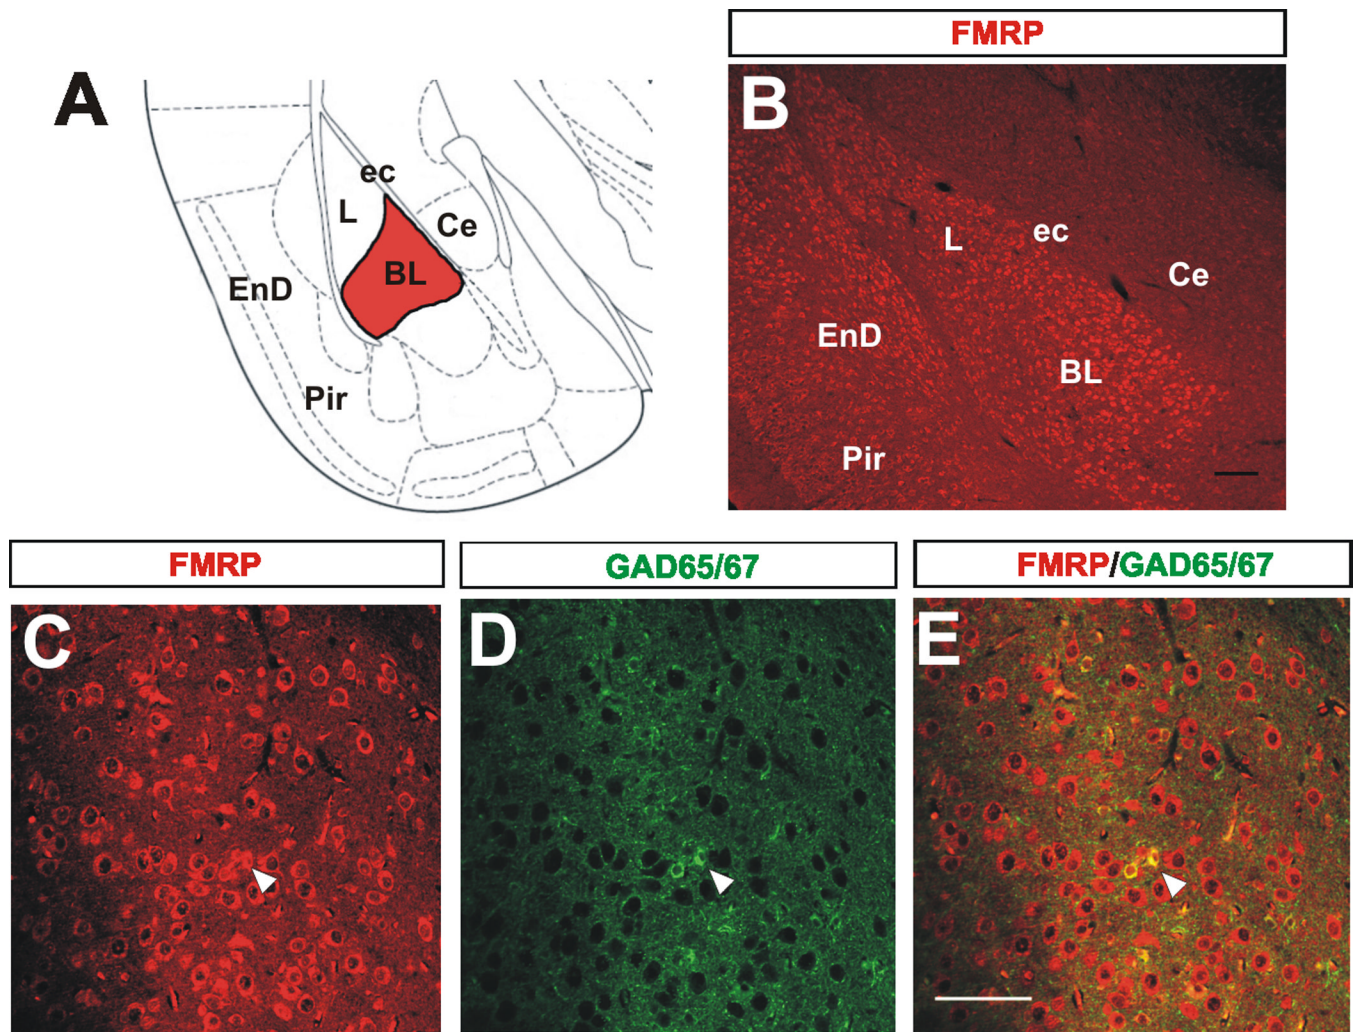 A
ec
L
Ce
BL
EnD
Pir
FMRP
B
L
ec
Ce
EnD
BL
Pir
FMRP
C
GAD65/67
D
FMRP/GAD65/67
E